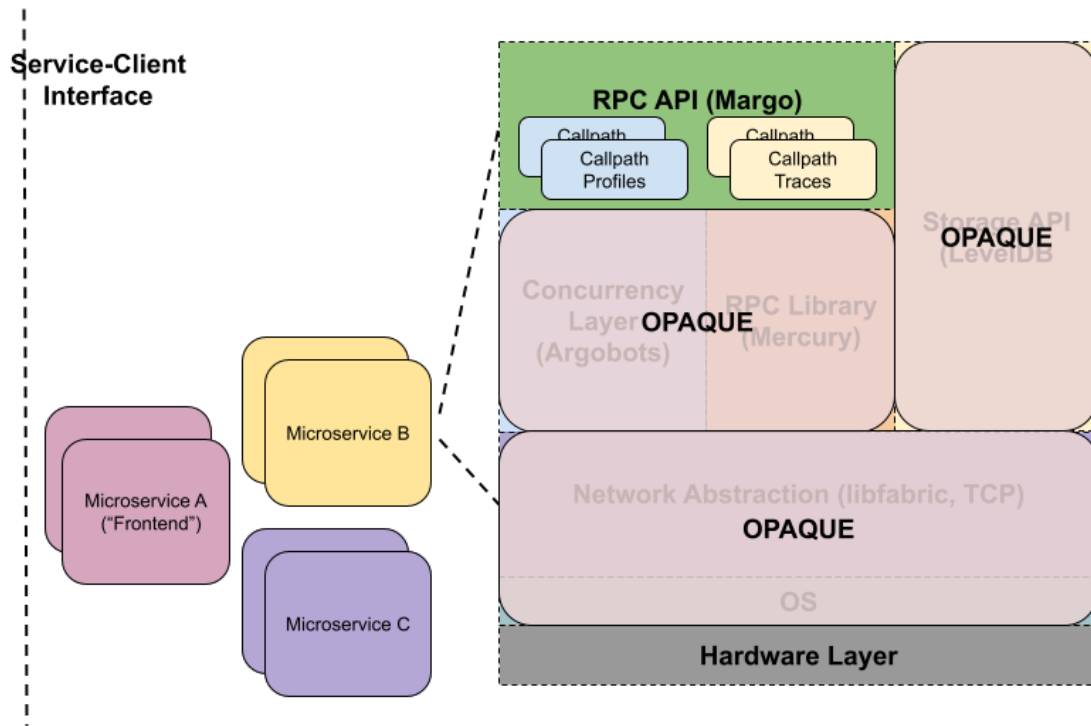 Service-Client
Interface
RPC API (Margo)
Callpath
Callpath
Profiles
Callpath
Callpath
Traces
Storage API
(LevelDB
OPAQUE
Concurrency
Layer
(Argobots)
RPC Library
(Mercury)
OPAQUE
Microservice B
Microservice A
(“Frontend”)
Microservice C
Network Abstraction (libfabric, TCP)
OPAQUE
OS
Hardware Layer